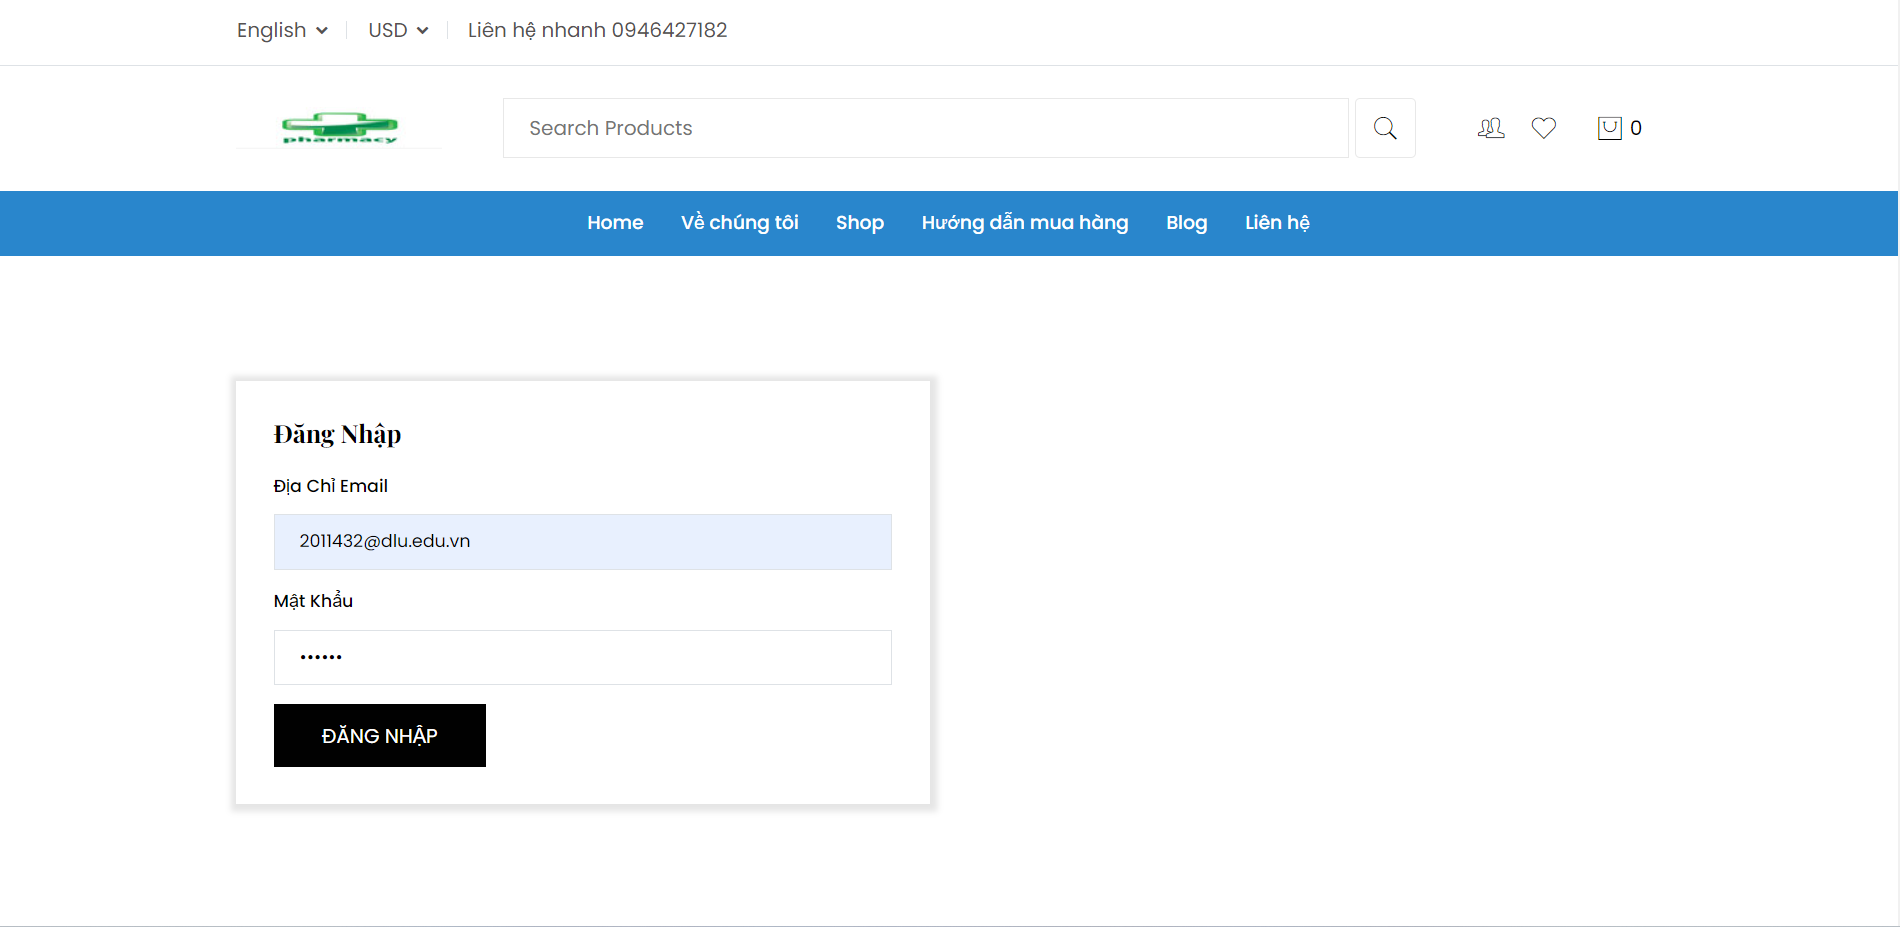 English USD Liên hệ nhanh 0946427182
pharmacy
Search Products
0
Home Về chúng tôi Shop Hướng dẫn mua hàng Blog Liên hệ
Đăng Nhập
Địa Chỉ Email
2011432@dlu.edu.vn
Mật Khẩu
••••••
ĐĂNG NHẬP